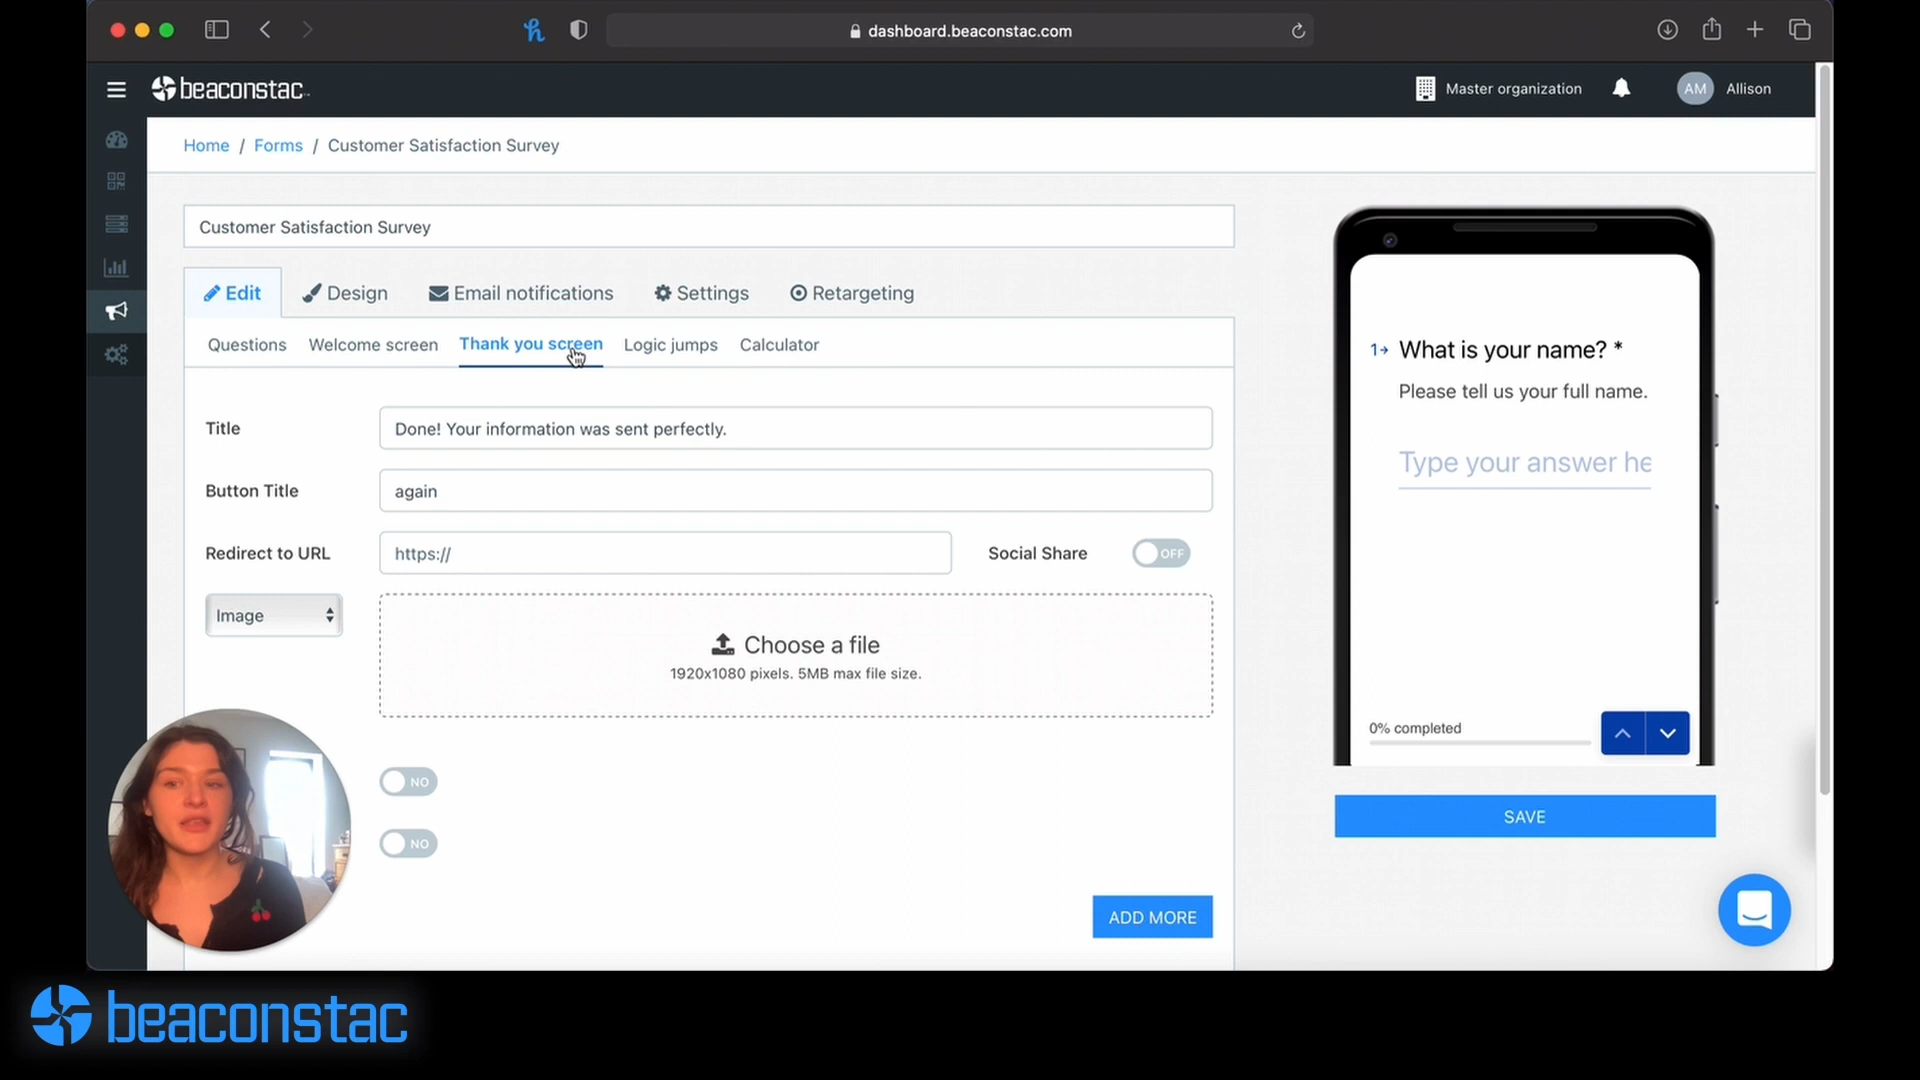 dashboard.beaconstac.com
beaconstac
Master organization
AM
Allison
Home / Forms / Customer Satisfaction Survey
Customer Satisfaction Survey
Edit
Design
Email notifications
Settings
Retargeting
Questions
Welcome screen
Thank you screen
Logic jumps
Calculator
Title
Done! Your information was sent perfectly.
Button Title
again
Redirect to URL
https://
Social Share
OFF
Image
Choose a file
1920x1080 pixels. 5MB max file size.
NO
NO
ADD MORE
1 What is your name? *
Please tell us your full name.
Type your answer he
0% completed
SAVE
beaconstac